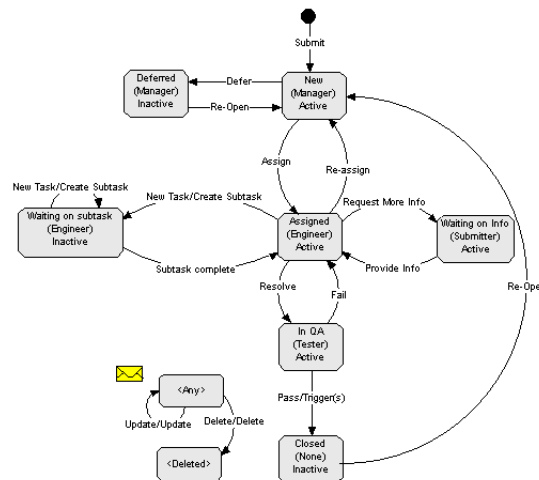 Submit
Deferred
(Manager)
Inactive
Defer
Re-Open
New
(Manager)
Active
Assign
Re-assign
New Task/Create Subtask
Waiting on subtask
(Engineer)
Inactive
New Task/Create Subtask
Subtask complete
Assigned
(Engineer)
Active
Request More Info
Waiting on Info
(Submitter)
Active
Provide Info
Re-Ope
Resolve
Fail
In QA
(Tester)
Active
Pass/Trigger(s)
<Any>
Update/Update
Delete/Delete
<Deleted>
Closed
(None)
Inactive